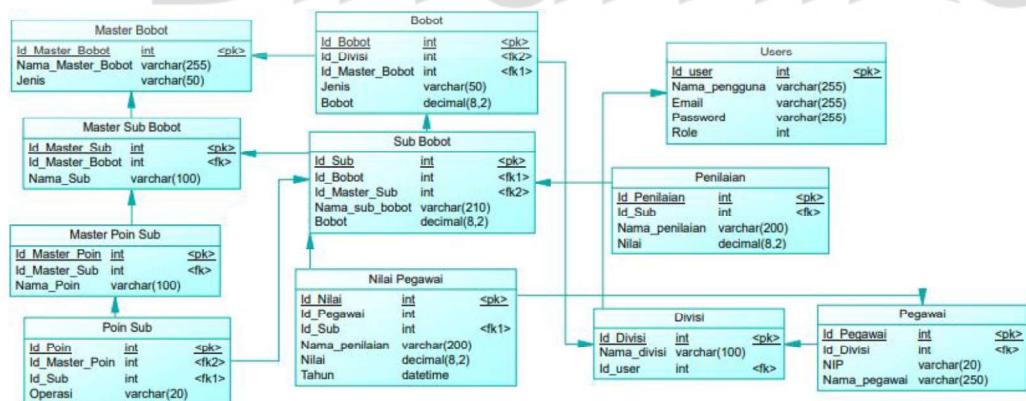 Master Bobot
Id_Master_Bobot int <pk>
Nama_Master_Bobot varchar(255)
Jenis varchar(50)
Bobot
Id_Bobot int <pk>
Id_Divisi int <fk2>
Id_Master_Bobot int <fk1>
Jenis varchar(50)
Bobot decimal(8,2)
Users
Id_user int <pk>
Nama_pengguna varchar(255)
Email varchar(255)
Password varchar(255)
Role int
Master Sub Bobot
Id_Master_Sub int <pk>
Id_Master_Bobot int <fk>
Nama_Sub varchar(100)
Sub Bobot
Id_Sub int <pk>
Id_Bobot int <fk1>
Id_Master_Sub int <fk2>
Nama_sub_bobot varchar(210)
Bobot decimal(8,2)
Penilaian
Id_Penilaian int <pk>
Id_Sub int <fk>
Nama_penilaian varchar(200)
Nilai decimal(8,2)
Master Poin Sub
Id_Master_Poin int <pk>
Id_Master_Sub int <fk>
Nama_Poin varchar(100)
Nilai Pegawai
Id_Nilai int <pk>
Id_Pegawai int
Id_Sub int <fk1>
Nama_penilaian varchar(200)
Nilai decimal(8,2)
Tahun datetime
Divisi
Id_Divisi int <pk>
Nama_divisi varchar(100)
Id_user int <fk>
Pegawai
Id_Pegawai int <pk>
Id_Divisi int <fk>
NIP varchar(20)
Nama_pegawai varchar(250)
Poin Sub
Id_Poin int <pk>
Id_Master_Poin int <fk2>
Id_Sub int <fk1>
Operasi varchar(20)